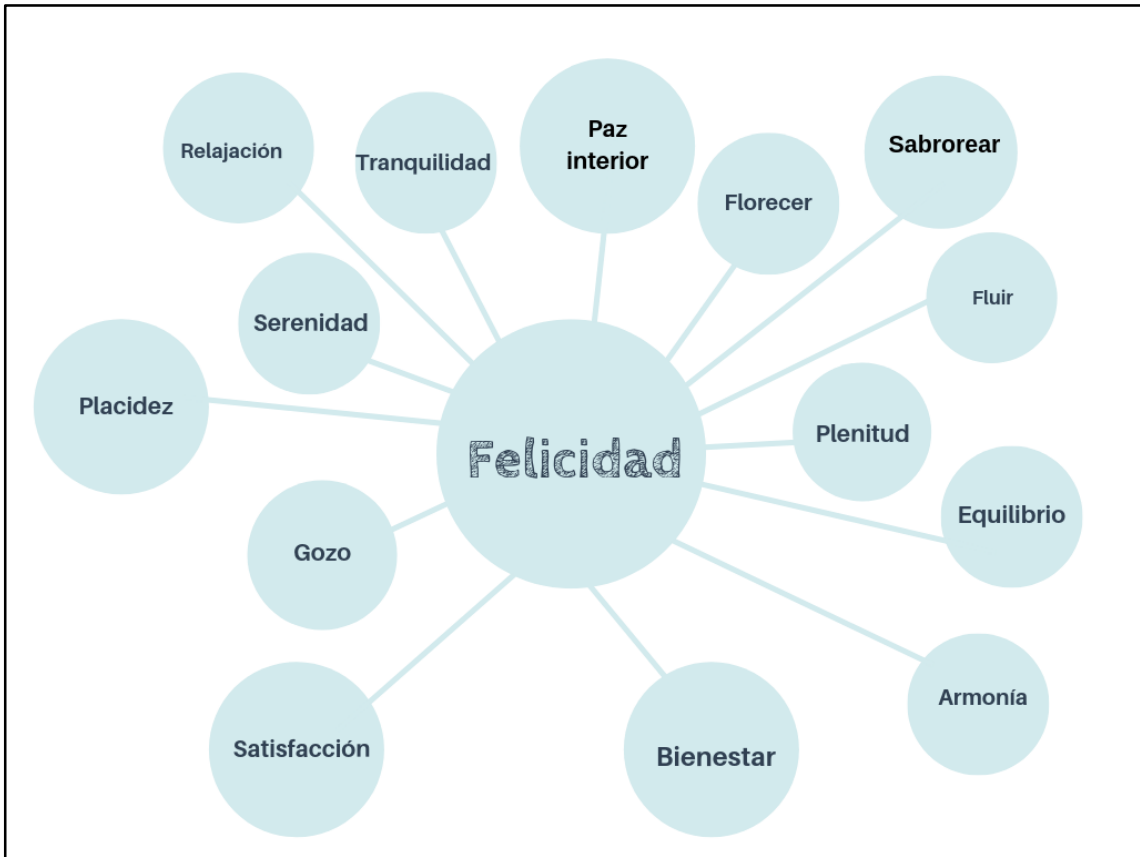 Paz
interior
Sabrorear
Relajación
Tranquilidad
Florecer
Fluir
Serenidad
Placidez
Plenitud
Felicidad
Equilibrio
Gozo
Armonía
Satisfacción
Bienestar